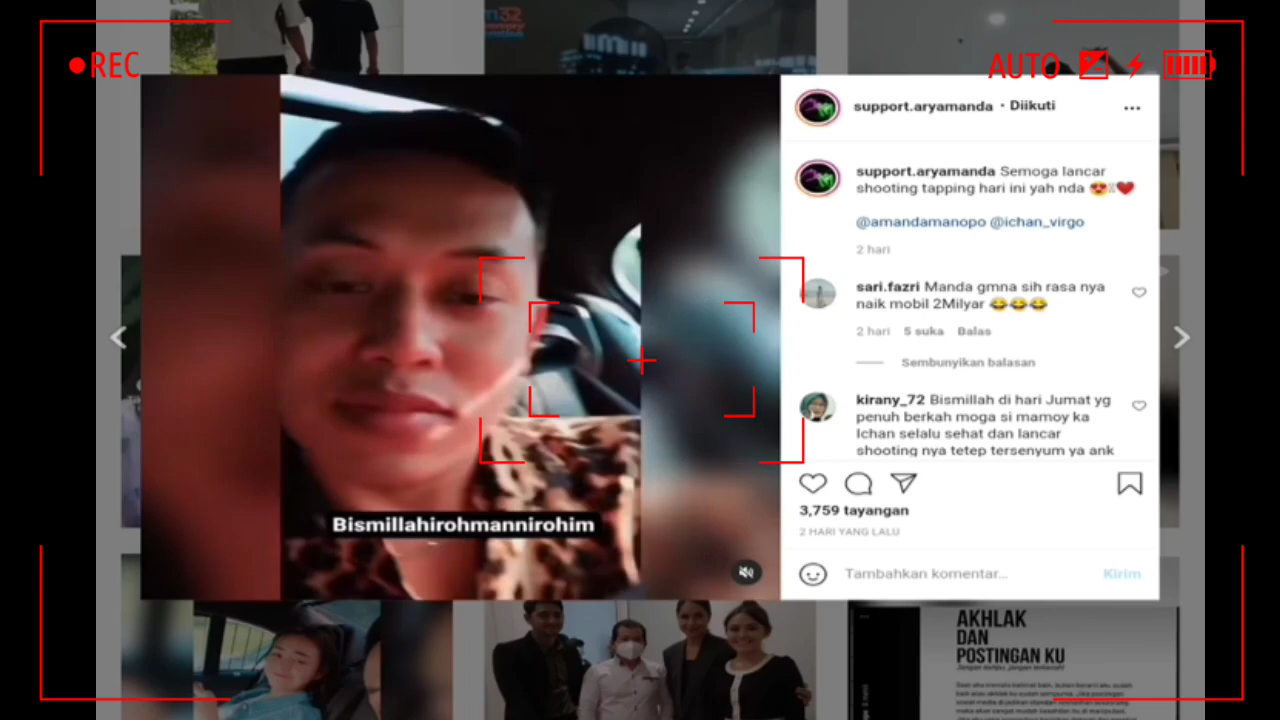 REC
AUTO
support.aryamanda • Diikuti
support.aryamanda Semoga lancar
shooting tapping hari ini yah nda 😍❤️
@amandamanopo @ichan_virgo
2 hari
sari.fazri Manda gmna sih rasa nya
naik mobil 2Milyar 😂😂😂
2 hari 5 suka Balas
Sembunyikan balasan
kirany_72 Bismillah di hari Jumat yg
penuh berkah moga si mamoy ka
Ichan selalu sehat dan lancar
shooting nya tetep tersenyum ya ank
3,759 tayangan
2 HARI YANG LALU
Tambahkan komentar... Kirim
Bismillahirohmannirohim
AKHLAK
DAN
POSTINGAN KU